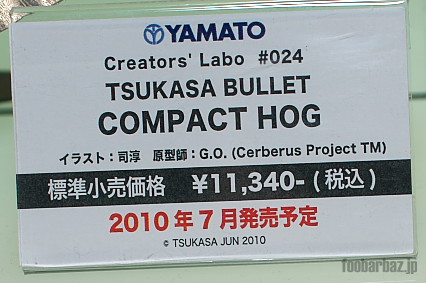 YAMATO
Creators' Labo #024
TSUKASA BULLET
COMPACT HOG
イラスト：司淳 原型師：G.O. (Cerberus Project TM)
標準小売価格 ¥11,340-（税込）
2010年7月発売予定
© TSUKASA JUN 2010
foobarbaz.jp